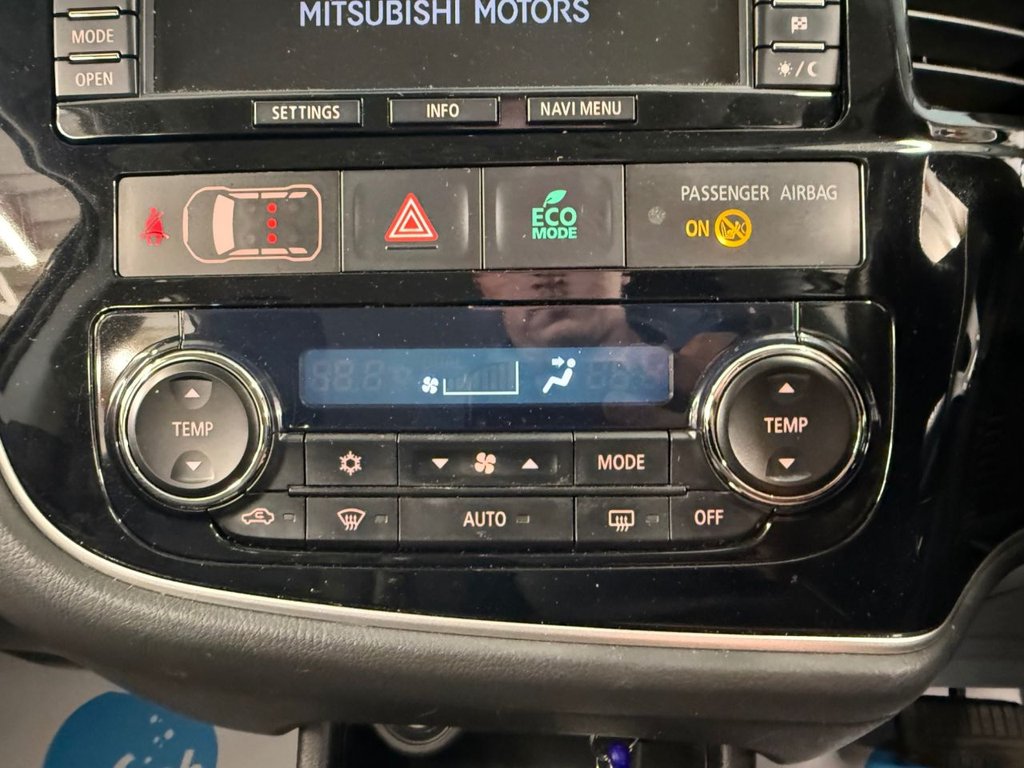 MITSUBISHI MOTORS
MODE
OPEN
SETTINGS INFO NAVI MENU
PASSENGER AIRBAG
ECO
MODE
ON
TEMP
TEMP
MODE
AUTO
OFF